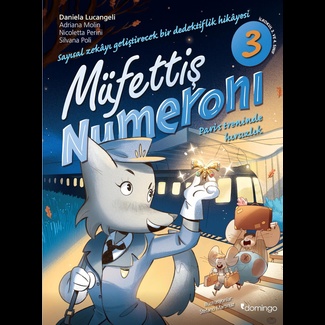 Daniela Lucangeli
Adriana Molin
Nicoletta Perini
Silvana Poli
sayısal zekâyı geliştirecek bir dedektiflik hikâyesi
3
Müfettiş
Numeroni
Paris treninde
hırsızlık
domingo